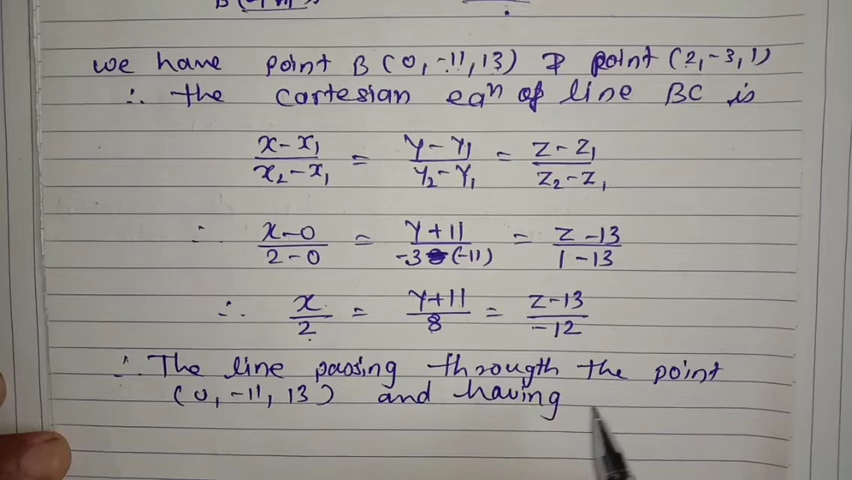 we have point B (0, -11, 13) & point (2, -3, 1)
∴ the cartesian eqn of line BC is
x - x₁ / x₂ - x₁ = y - y₁ / y₂ - y₁ = z - z₁ / z₂ - z₁
∴ x - 0 / 2 - 0 = y + 11 / -3 (-11) = z - 13 / 1 - 13
∴ x / 2 = y + 11 / 8 = z - 13 / -12
∴ The line passing throught the point
(0, -11, 13) and having